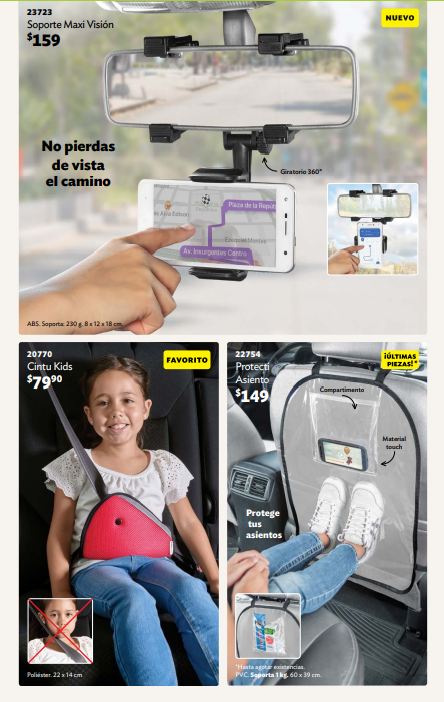 23723
Soporte Maxi Visión
$159
NUEVO
No pierdas
de vista
el camino
Giratorio 360°
Plaza de la Repúb
Av. Insurgentes Centro
ABS. Soporta: 230 g. 8 x 12 x 18 cm.
20770
Cintu Kids
$79⁹⁰
FAVORITO
Poliéster. 22 x 14 cm.
22754
Protecti
Asiento
$149
¡ÚLTIMAS
PIEZAS!*
Compartimento
Material
touch
Protege
tus
asientos
*Hasta agotar existencias.
PVC. Soporta 1 kg. 60 x 39 cm.